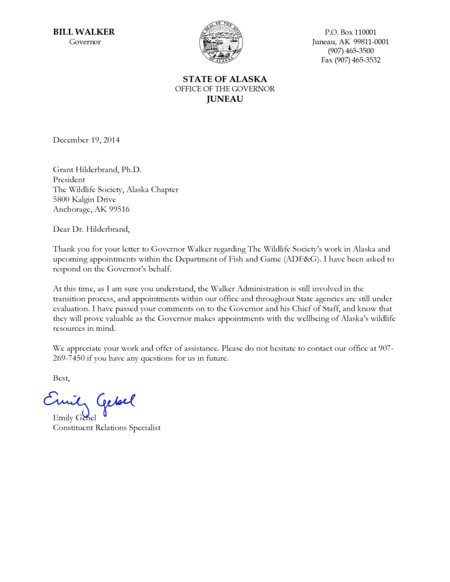 BILL WALKER
Governor
P.O. Box 110001
Juneau, AK 99811-0001
(907) 465-3500
Fax (907) 465-3532
STATE OF ALASKA
OFFICE OF THE GOVERNOR
JUNEAU
December 19, 2014
Grant Hilderbrand, Ph.D.
President
The Wildlife Society, Alaska Chapter
5800 Kalgin Drive
Anchorage, AK 99516
Dear Dr. Hilderbrand,
Thank you for your letter to Governor Walker regarding The Wildlife Society's work in Alaska and
upcoming appointments within the Department of Fish and Game (ADF&G). I have been asked to
respond on the Governor's behalf.
At this time, as I am sure you understand, the Walker Administration is still involved in the
transition process, and appointments within our office and throughout State agencies are still under
evaluation. I have passed your comments on to the Governor and his Chief of Staff, and know that
they will prove valuable as the Governor makes appointments with the wellbeing of Alaska's wildlife
resources in mind.
We appreciate your work and offer of assistance. Please do not hesitate to contact our office at 907-
269-7450 if you have any questions for us in future.
Best,
Emily Gebel
Emily Gebel
Constituent Relations Specialist